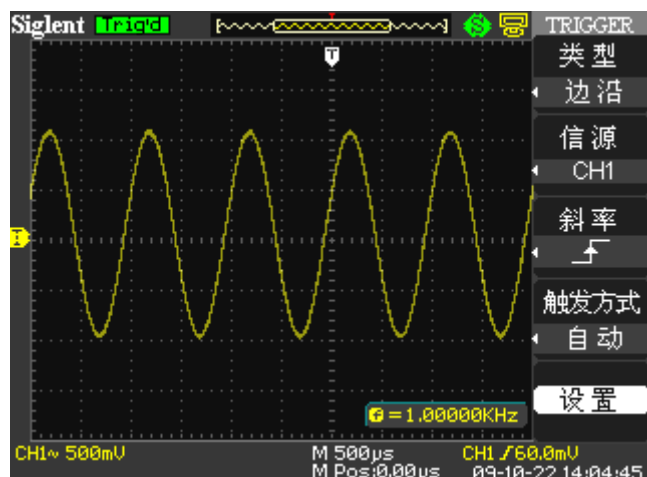 Siglent Trig'd TRIGGER
T
类型
边沿
信源
CH1
斜率
触发方式
自动
设置
f=1.00000KHz
CH1~ 500mV M 500µs CH1 60.0mV
M Pos:0.00µs 09-10-22 14:04:45